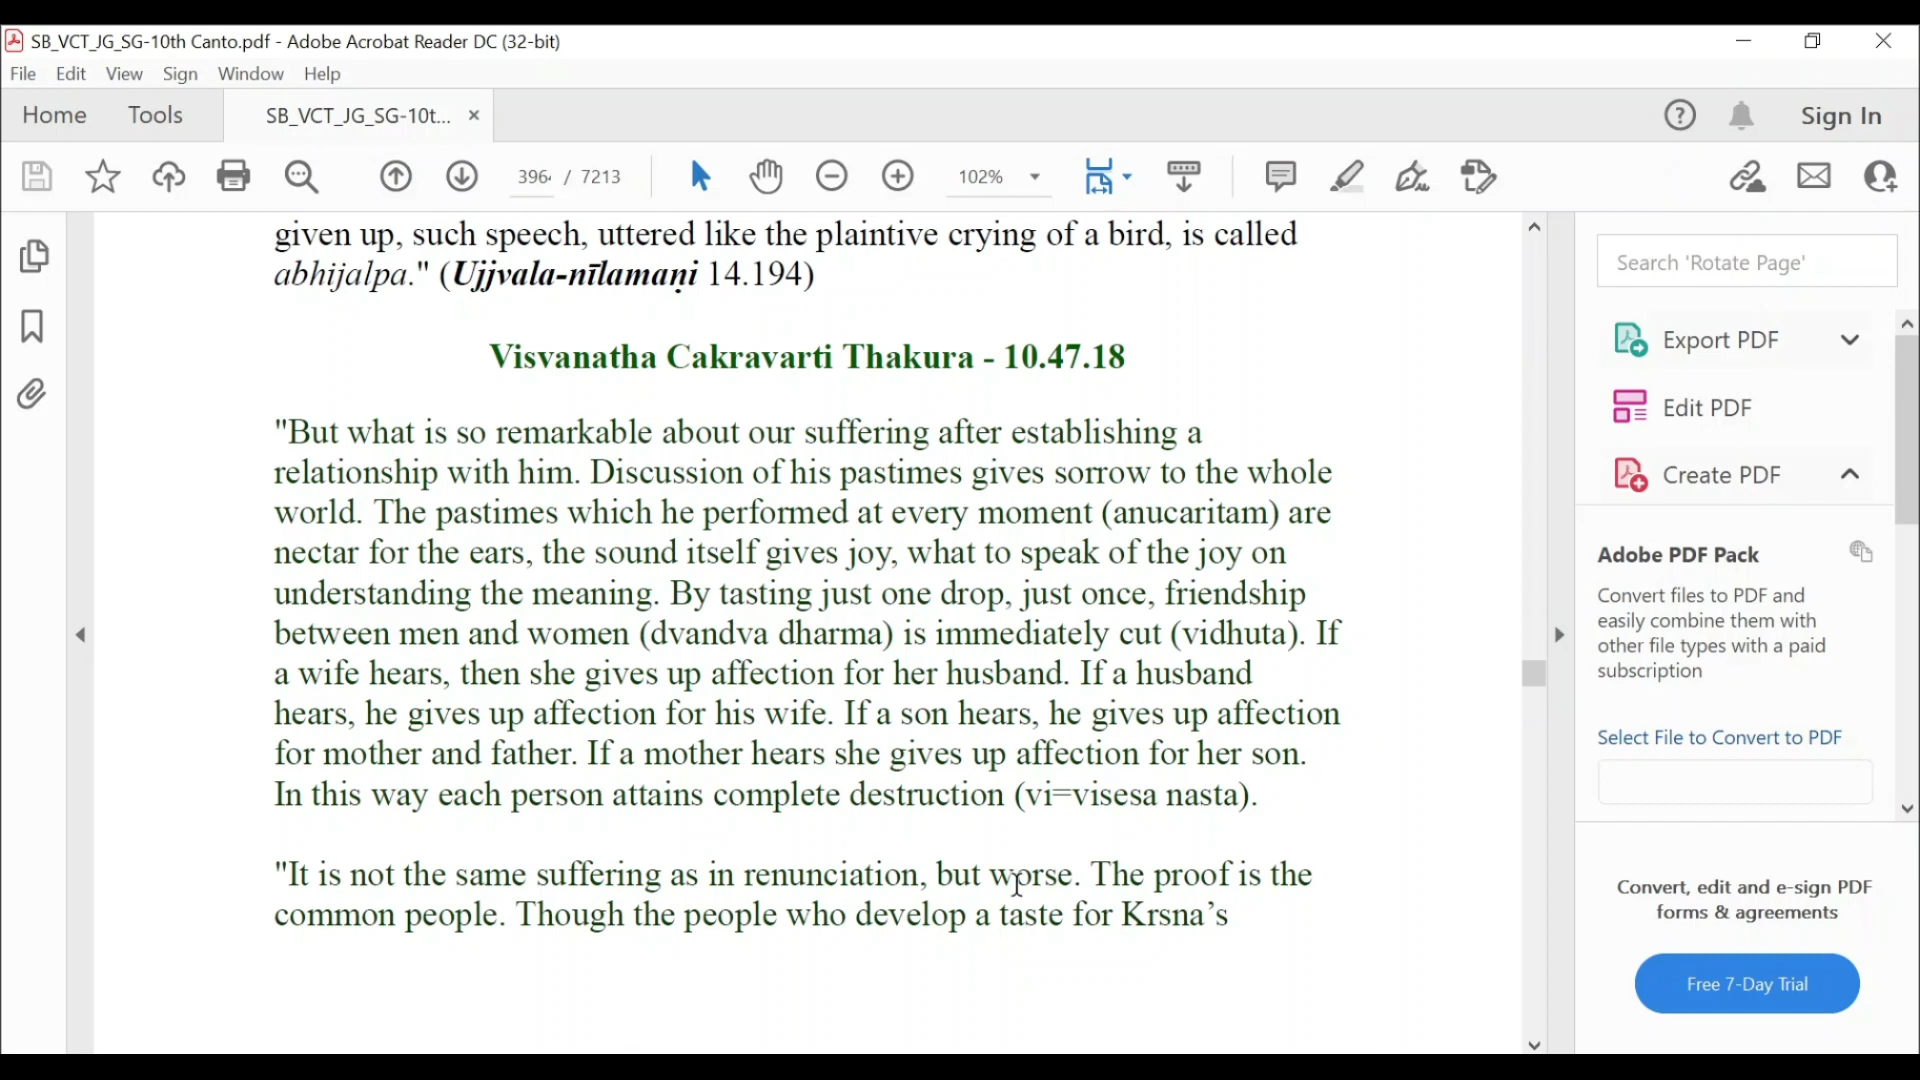 SB_VCT_JG_SG-10th Canto.pdf - Adobe Acrobat Reader DC (32-bit)
File Edit View Sign Window Help
Home Tools SB_VCT_JG_SG-10t... × Sign In
396 / 7213 102%
given up, such speech, uttered like the plaintive crying of a bird, is called
abhijalpa." (Ujjvala-nīlamaṇi 14.194)
Visvanatha Cakravarti Thakura - 10.47.18
"But what is so remarkable about our suffering after establishing a
relationship with him. Discussion of his pastimes gives sorrow to the whole
world. The pastimes which he performed at every moment (anucaritam) are
nectar for the ears, the sound itself gives joy, what to speak of the joy on
understanding the meaning. By tasting just one drop, just once, friendship
between men and women (dvandva dharma) is immediately cut (vidhuta). If
a wife hears, then she gives up affection for her husband. If a husband
hears, he gives up affection for his wife. If a son hears, he gives up affection
for mother and father. If a mother hears she gives up affection for her son.
In this way each person attains complete destruction (vi=visesa nasta).
"It is not the same suffering as in renunciation, but worse. The proof is the
common people. Though the people who develop a taste for Krsna’s
Search 'Rotate Page'
Export PDF
Edit PDF
Create PDF
Adobe PDF Pack
Convert files to PDF and
easily combine them with
other file types with a paid
subscription
Select File to Convert to PDF
Convert, edit and e-sign PDF
forms & agreements
Free 7-Day Trial